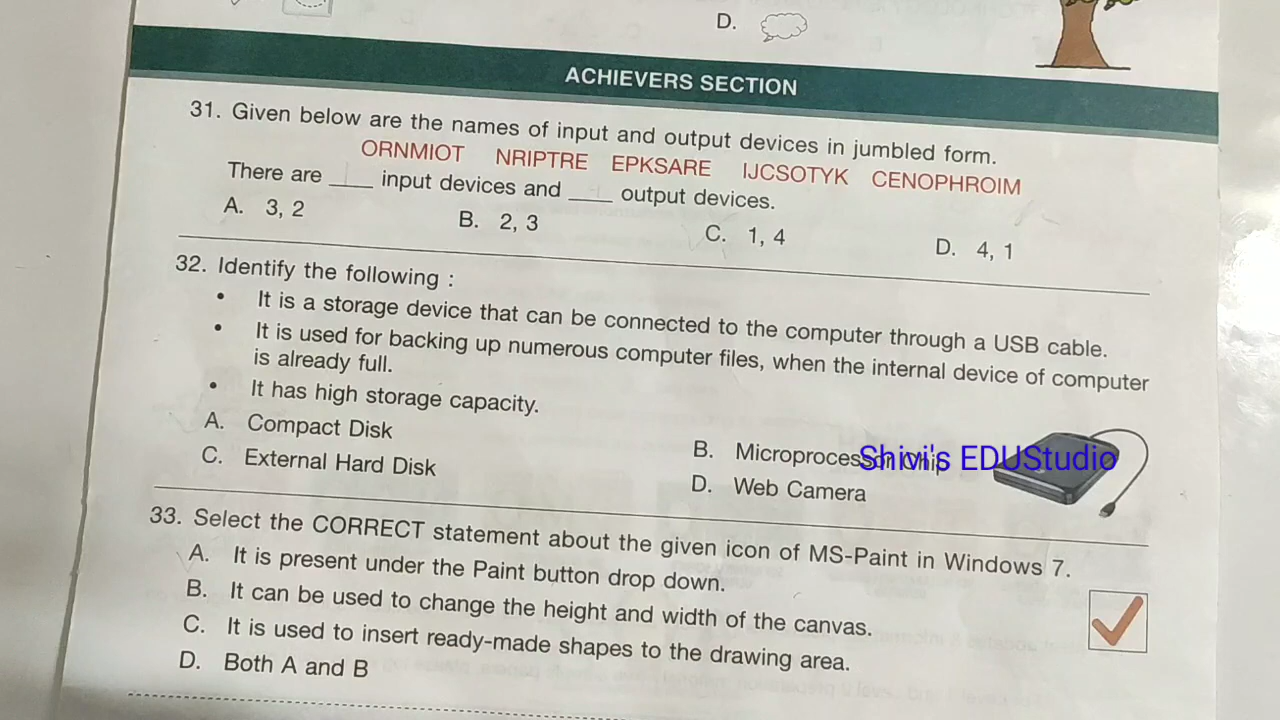 D.
ACHIEVERS SECTION
31. Given below are the names of input and output devices in jumbled form.
ORNMIOT NRIPTRE EPKSARE IJCSOTYK CENOPHROIM
There are ____ input devices and ____ output devices.
A. 3, 2 B. 2, 3 C. 1, 4 D. 4, 1
32. Identify the following :
• It is a storage device that can be connected to the computer through a USB cable.
• It is used for backing up numerous computer files, when the internal device of computer
is already full.
• It has high storage capacity.
A. Compact Disk B. Microprocessor Chip
Shivi's EDUStudio
C. External Hard Disk D. Web Camera
33. Select the CORRECT statement about the given icon of MS-Paint in Windows 7.
A. It is present under the Paint button drop down.
B. It can be used to change the height and width of the canvas.
C. It is used to insert ready-made shapes to the drawing area.
D. Both A and B